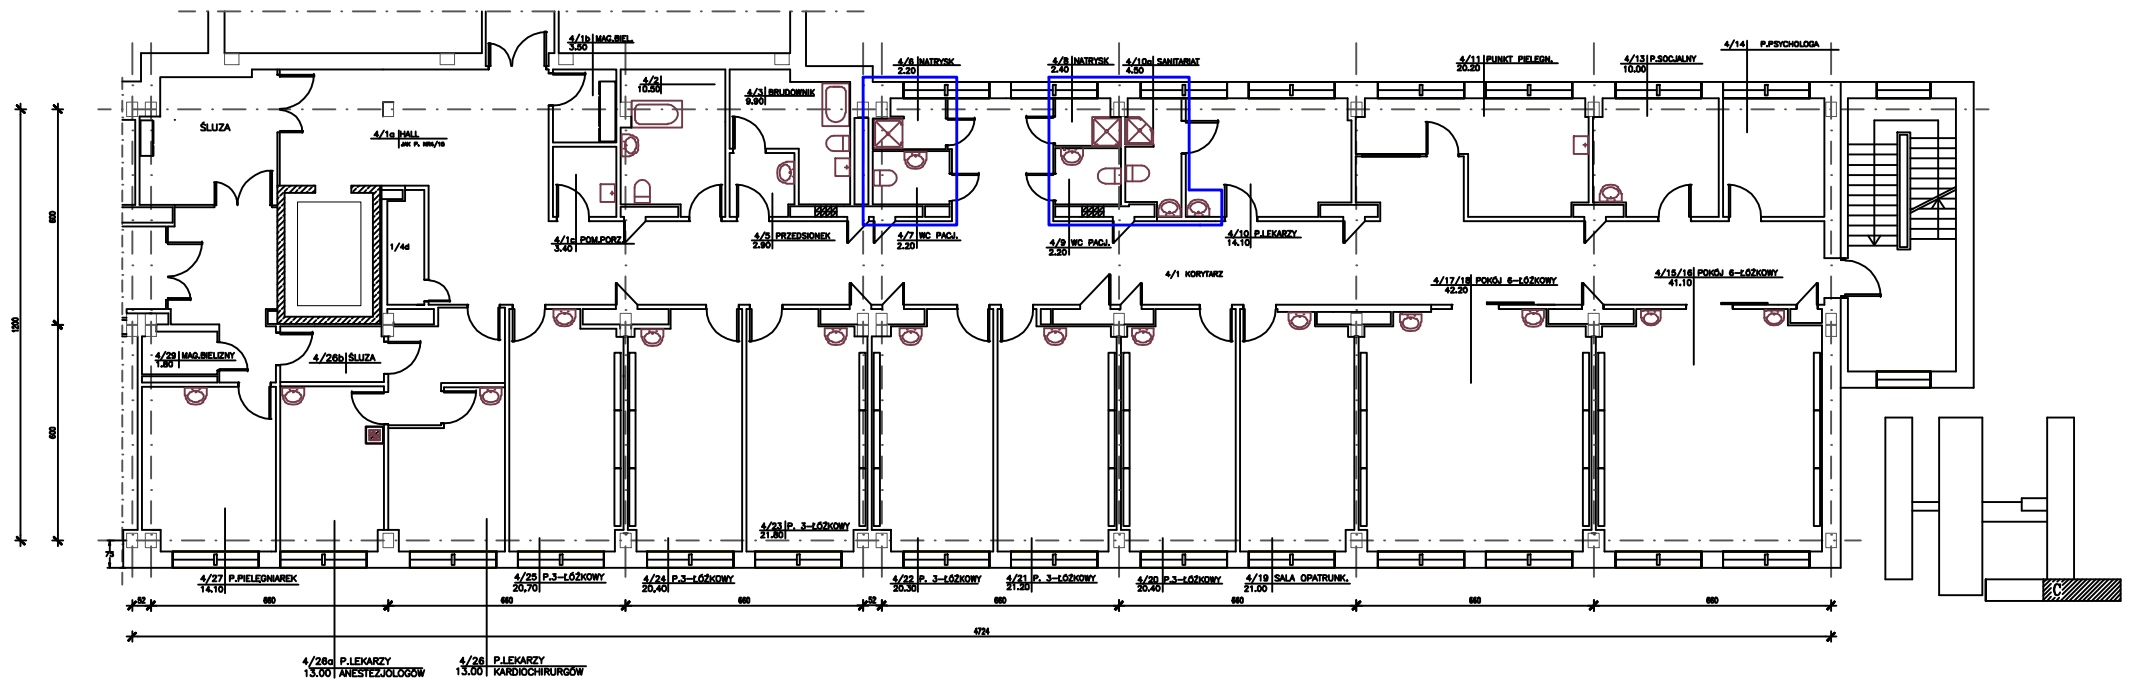 4/1b MAG.BIEL.
3.50
4/14 P.PSYCHOLOGA
4/6 NATRYSK
2.20
4/8 NATRYSK
2.40
4/10a SANITARIAT
4.50
4/11 PUNKT PIELEGN.
20.20
4/13 P.SOCJALNY
10.00
4/2
10.50
4/3 BRUDOWNIK
9.90
ŚLUZA
4/1a HALL
4/1c POM.PORZ.
3.40
4/5 PRZEDSIONEK
2.90
4/7 WC PACJ.
2.20
4/9 WC PACJ.
2.20
4/10 P.LEKARZY
14.10
1/4d
4/1 KORYTARZ
4/17/18 POKÓJ 6-ŁÓŻKOWY
42.20
4/15/16 POKÓJ 6-ŁÓŻKOWY
41.10
600
1200
600
4/29 MAG.BIELIZNY
1.80
4/26b ŚLUZA
4/23 P. 3-ŁÓŻKOWY
21.80
75
4/27 P.PIELĘGNIAREK
14.10
4/25 P.3-ŁÓŻKOWY
20,70
4/24 P.3-ŁÓŻKOWY
20,40
4/22 P. 3-ŁÓŻKOWY
20.30
4/21 P. 3-ŁÓŻKOWY
21.20
4/20 P.3-ŁÓŻKOWY
20.40
4/19 SALA OPATRUNK.
21.00
C
52 660 660 660 52 660 660 660 660
4724
4/26a P.LEKARZY
13.00 ANESTEZJOLOGÓW
4/26 P.LEKARZY
13.00 KARDIOCHIRURGÓW